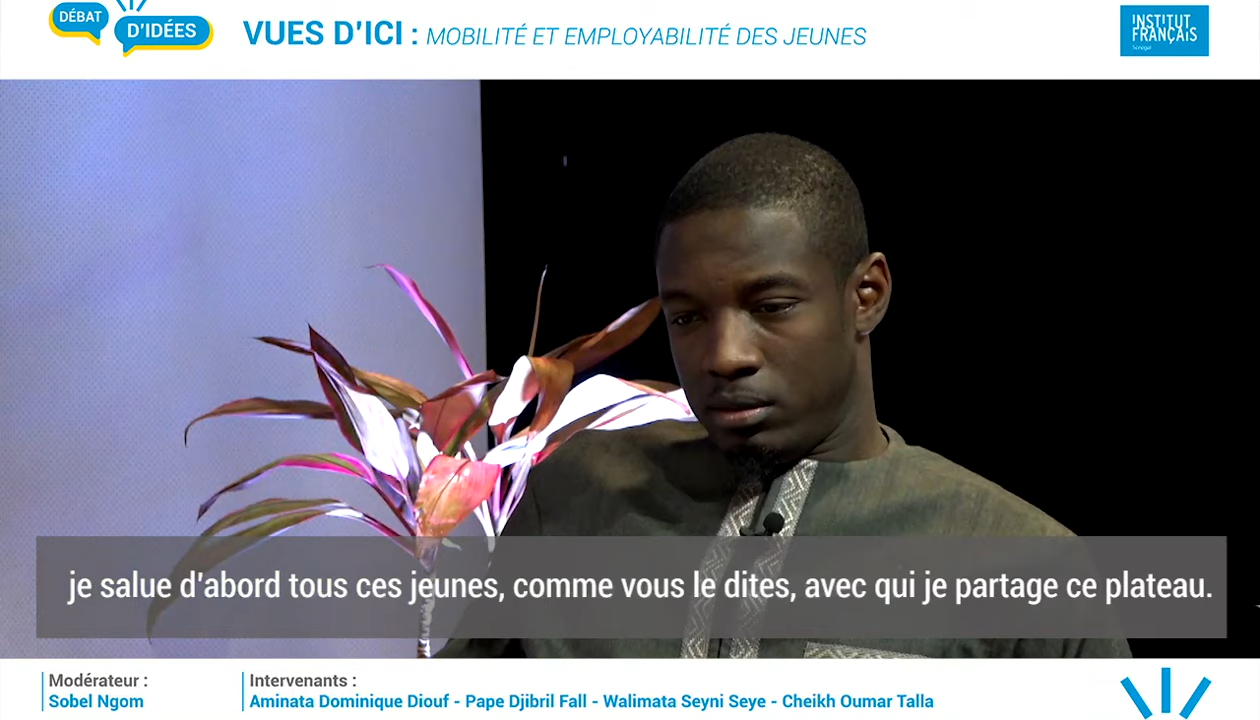 DÉBAT
D'IDÉES
VUES D'ICI : MOBILITÉ ET EMPLOYABILITÉ DES JEUNES
INSTITUT
FRANÇAIS
Sénégal
je salue d'abord tous ces jeunes, comme vous le dites, avec qui je partage ce plateau.
Modérateur :
Sobel Ngom
Intervenants :
Aminata Dominique Diouf - Pape Djibril Fall - Walimata Seyni Seye - Cheikh Oumar Talla